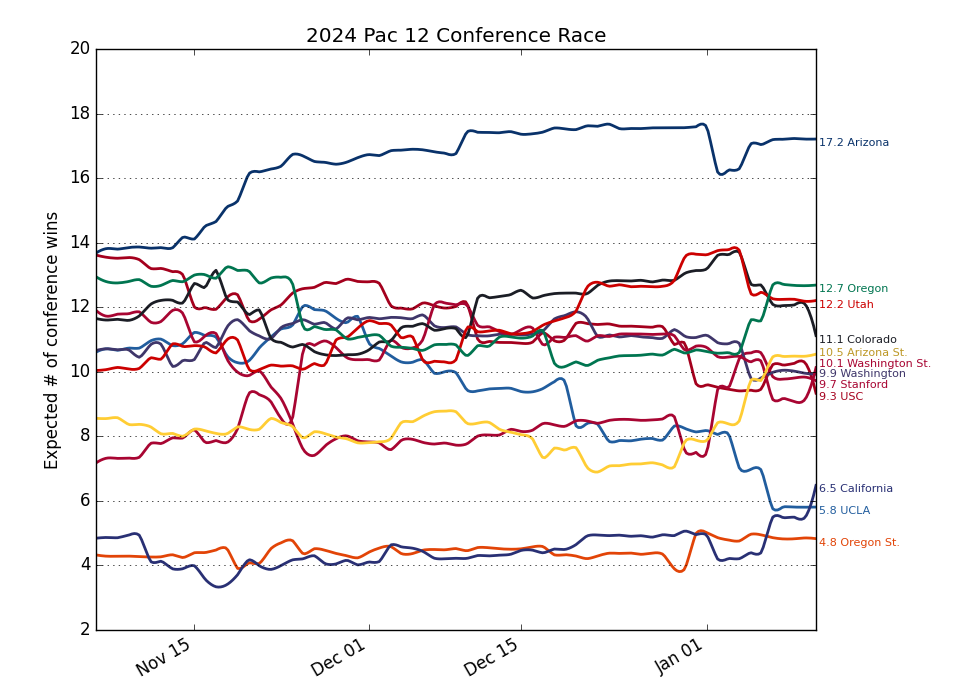 2024 Pac 12 Conference Race
Expected # of conference wins
20
18
16
14
12
10
8
6
4
2
17.2 Arizona
12.7 Oregon
12.2 Utah
11.1 Colorado
10.5 Arizona St.
10.1 Washington St.
9.9 Washington
9.7 Stanford
9.3 USC
6.5 California
5.8 UCLA
4.8 Oregon St.
Nov 15
Dec 01
Dec 15
Jan 01